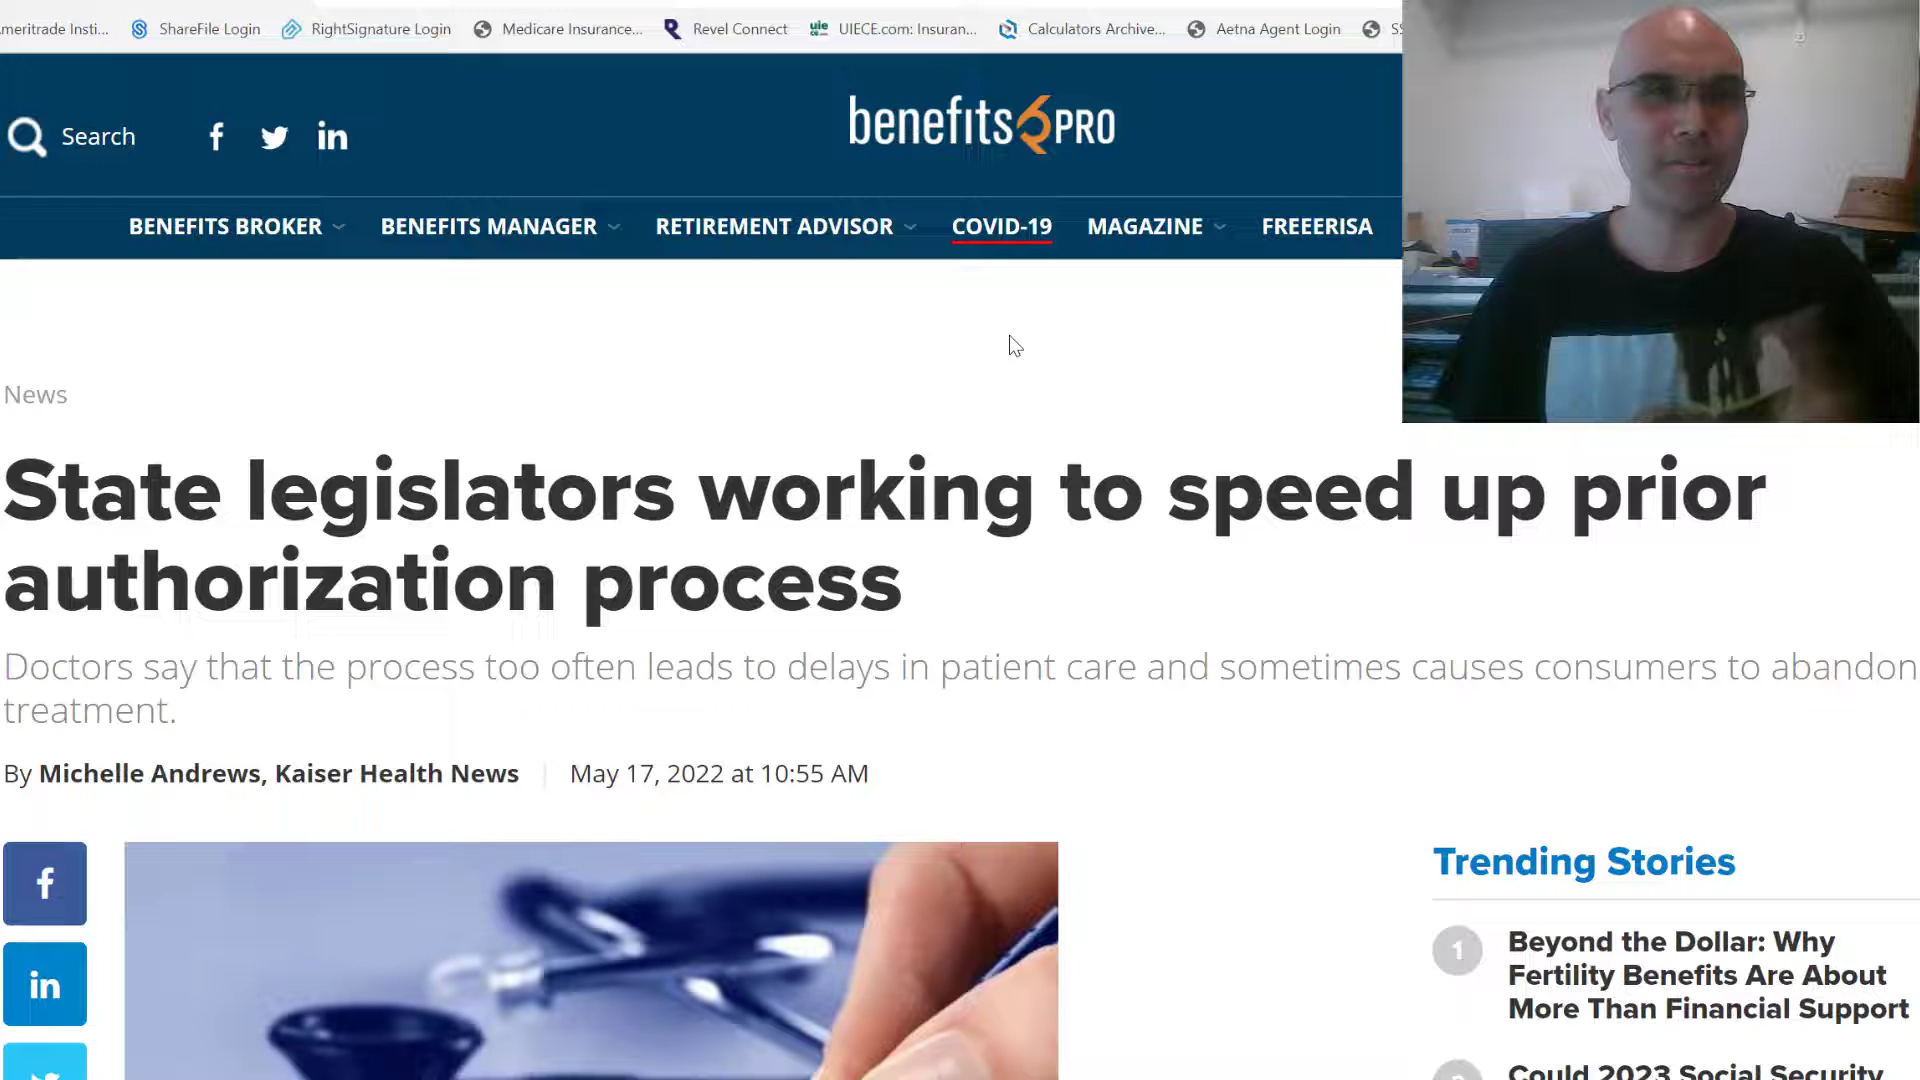 meritrade Insti...
ShareFile Login
RightSignature Login
Medicare Insurance...
Revel Connect
UIECE.com: Insuran...
Calculators Archive...
Aetna Agent Login
Search
benefits PRO
BENEFITS BROKER
BENEFITS MANAGER
RETIREMENT ADVISOR
COVID-19
MAGAZINE
FREEERISA
News
State legislators working to speed up prior
authorization process
Doctors say that the process too often leads to delays in patient care and sometimes causes consumers to abandon
treatment.
By Michelle Andrews, Kaiser Health News
May 17, 2022 at 10:55 AM
Trending Stories
1
Beyond the Dollar: Why
Fertility Benefits Are About
More Than Financial Support
Could 2023 Social Security